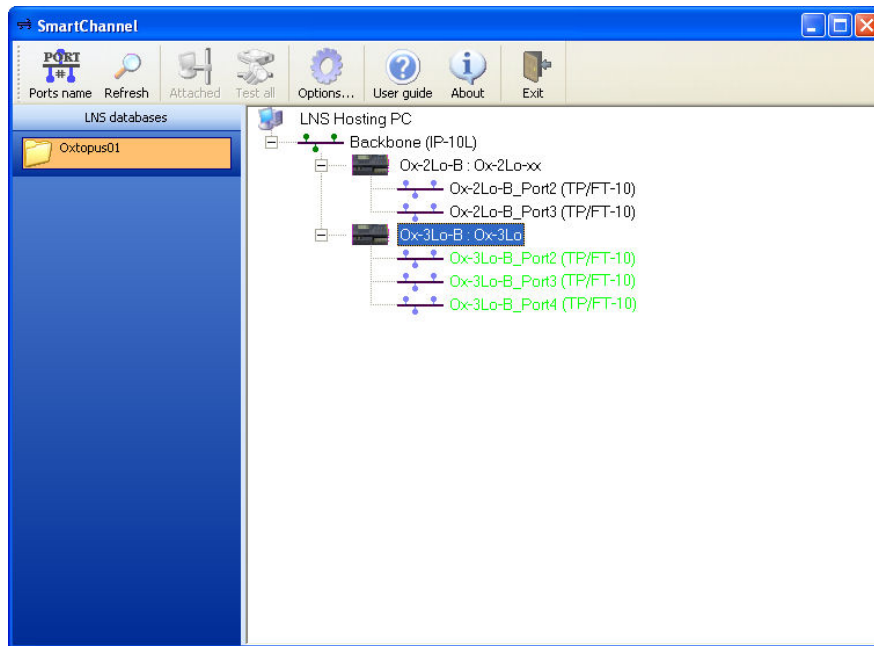 SmartChannel
PORT
#
Ports name Refresh Attached Test all Options... User guide About Exit
LNS databases
Oxtopus01
LNS Hosting PC
Backbone (IP-10L)
Ox-2Lo-B : Ox-2Lo-xx
Ox-2Lo-B_Port2 (TP/FT-10)
Ox-2Lo-B_Port3 (TP/FT-10)
Ox-3Lo-B : Ox-3Lo
Ox-3Lo-B_Port2 (TP/FT-10)
Ox-3Lo-B_Port3 (TP/FT-10)
Ox-3Lo-B_Port4 (TP/FT-10)